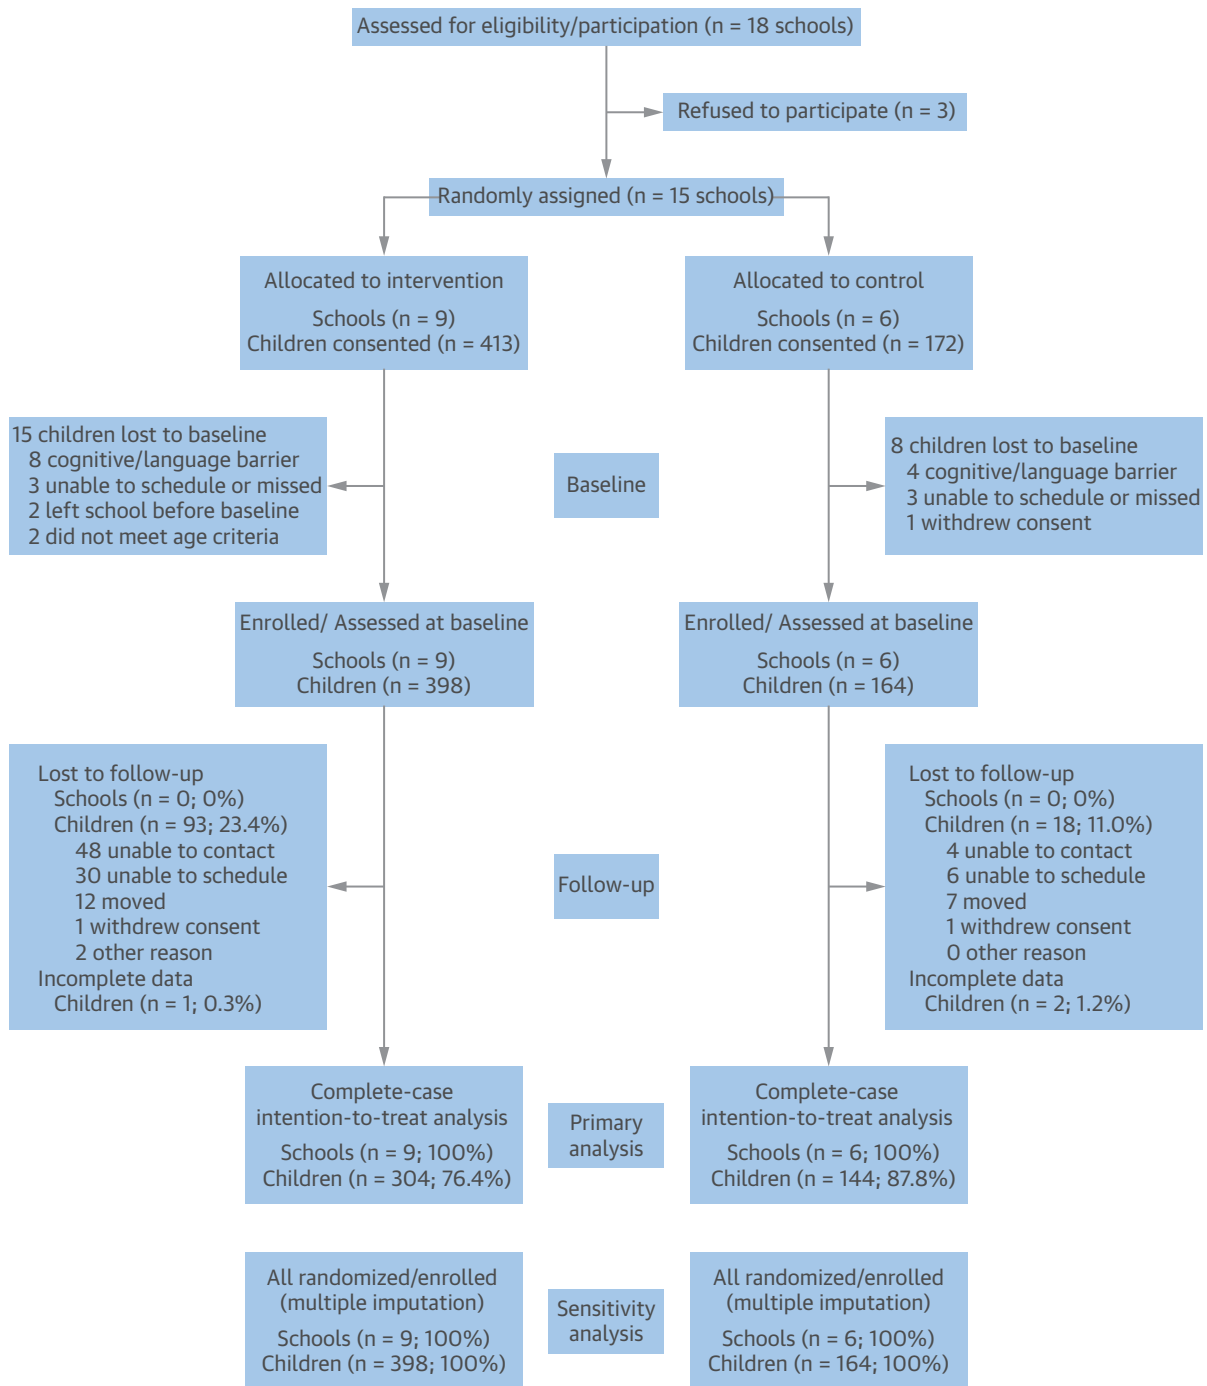 Assessed for eligibility/participation (n = 18 schools)
Refused to participate (n = 3)
Randomly assigned (n = 15 schools)
Allocated to intervention
Schools (n = 9)
Children consented (n = 413)
Allocated to control
Schools (n = 6)
Children consented (n = 172)
15 children lost to baseline
8 cognitive/language barrier
3 unable to schedule or missed
2 left school before baseline
2 did not meet age criteria
Baseline
8 children lost to baseline
4 cognitive/language barrier
3 unable to schedule or missed
1 withdrew consent
Enrolled/ Assessed at baseline
Schools (n = 9)
Children (n = 398)
Enrolled/ Assessed at baseline
Schools (n = 6)
Children (n = 164)
Lost to follow-up
Schools (n = 0; 0%)
Children (n = 93; 23.4%)
48 unable to contact
30 unable to schedule
12 moved
1 withdrew consent
2 other reason
Incomplete data
Children (n = 1; 0.3%)
Follow-up
Lost to follow-up
Schools (n = 0; 0%)
Children (n = 18; 11.0%)
4 unable to contact
6 unable to schedule
7 moved
1 withdrew consent
0 other reason
Incomplete data
Children (n = 2; 1.2%)
Complete-case
intention-to-treat analysis
Schools (n = 9; 100%)
Children (n = 304; 76.4%)
Primary
analysis
Complete-case
intention-to-treat analysis
Schools (n = 6; 100%)
Children (n = 144; 87.8%)
All randomized/enrolled
(multiple imputation)
Schools (n = 9; 100%)
Children (n = 398; 100%)
Sensitivity
analysis
All randomized/enrolled
(multiple imputation)
Schools (n = 6; 100%)
Children (n = 164; 100%)